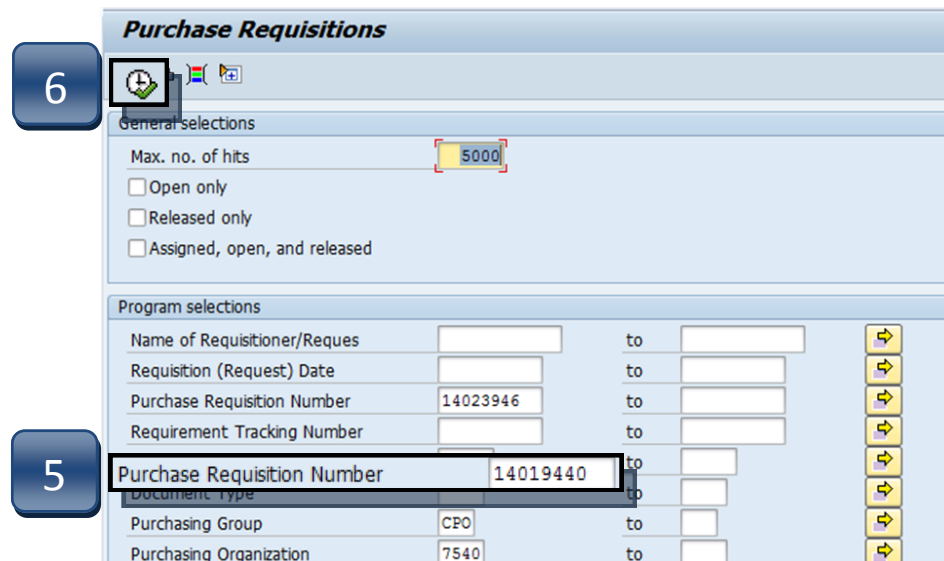 Purchase Requisitions
6
General selections
Max. no. of hits 5000
Open only
Released only
Assigned, open, and released
Program selections
Name of Requisitioner/Reques to
Requisition (Request) Date to
Purchase Requisition Number 14023946 to
Requirement Tracking Number to
to
5
Purchase Requisition Number 14019440
Document Type to
Purchasing Group CPO to
Purchasing Organization 7540 to